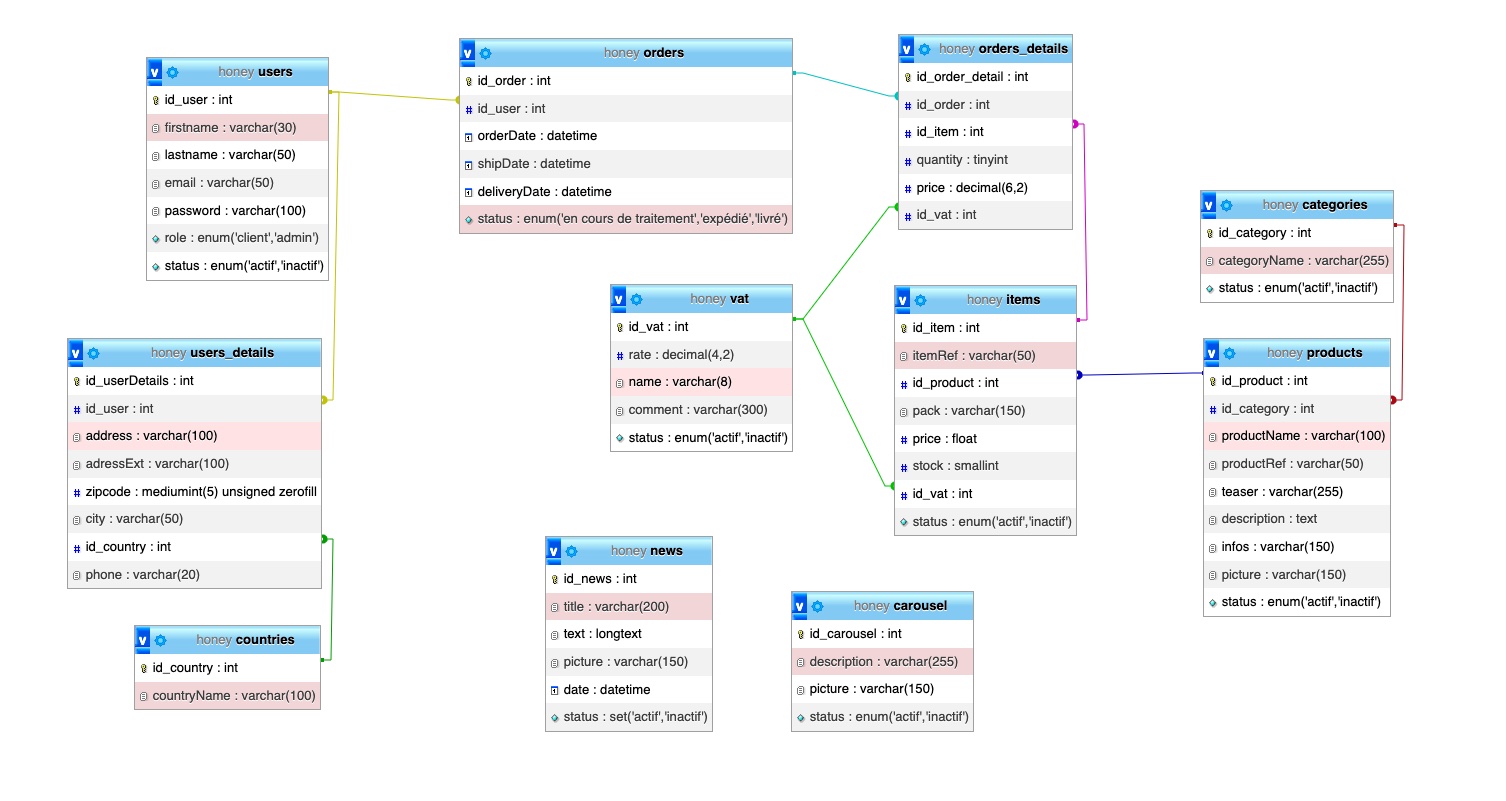 honey users
id_user : int
firstname : varchar(30)
lastname : varchar(50)
email : varchar(50)
password : varchar(100)
role : enum('client','admin')
status : enum('actif','inactif')
honey orders
id_order : int
id_user : int
orderDate : datetime
shipDate : datetime
deliveryDate : datetime
status : enum('en cours de traitement','expédié','livré')
honey orders_details
id_order_detail : int
id_order : int
id_item : int
quantity : tinyint
price : decimal(6,2)
id_vat : int
honey categories
id_category : int
categoryName : varchar(255)
status : enum('actif','inactif')
honey vat
id_vat : int
rate : decimal(4,2)
name : varchar(8)
comment : varchar(300)
status : enum('actif','inactif')
honey items
id_item : int
itemRef : varchar(50)
id_product : int
pack : varchar(150)
price : float
stock : smallint
id_vat : int
status : enum('actif','inactif')
honey products
id_product : int
id_category : int
productName : varchar(100)
productRef : varchar(50)
teaser : varchar(255)
description : text
infos : varchar(150)
picture : varchar(150)
status : enum('actif','inactif')
honey users_details
id_userDetails : int
id_user : int
address : varchar(100)
adressExt : varchar(100)
zipcode : mediumint(5) unsigned zerofill
city : varchar(50)
id_country : int
phone : varchar(20)
honey countries
id_country : int
countryName : varchar(100)
honey news
id_news : int
title : varchar(200)
text : longtext
picture : varchar(150)
date : datetime
status : set('actif','inactif')
honey carousel
id_carousel : int
description : varchar(255)
picture : varchar(150)
status : enum('actif','inactif')